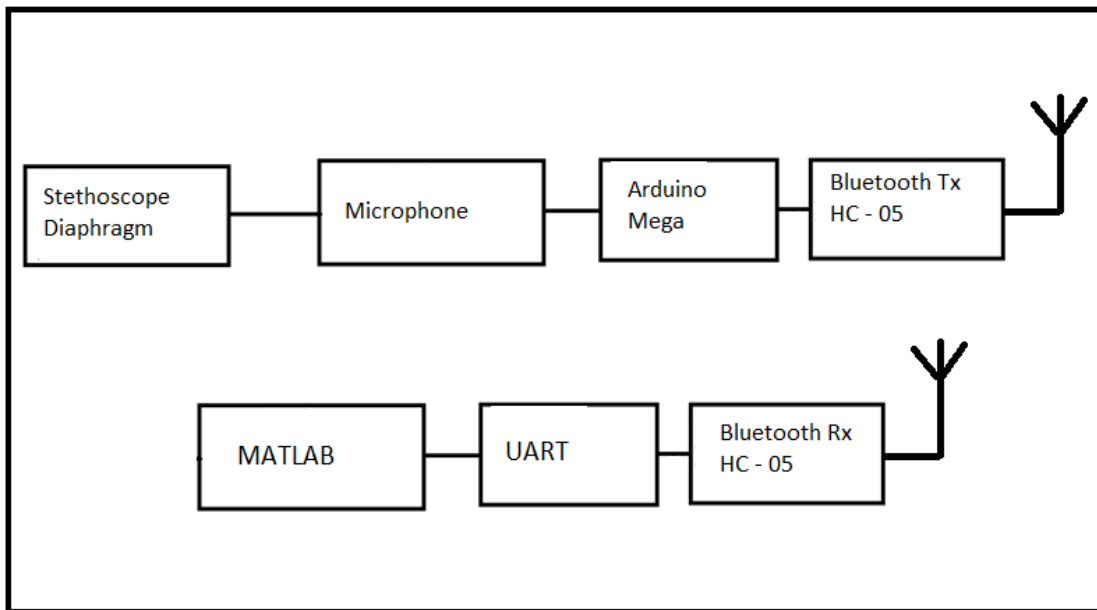 Stethoscope
Diaphragm
Microphone
Arduino
Mega
Bluetooth Tx
HC - 05
MATLAB
UART
Bluetooth Rx
HC - 05